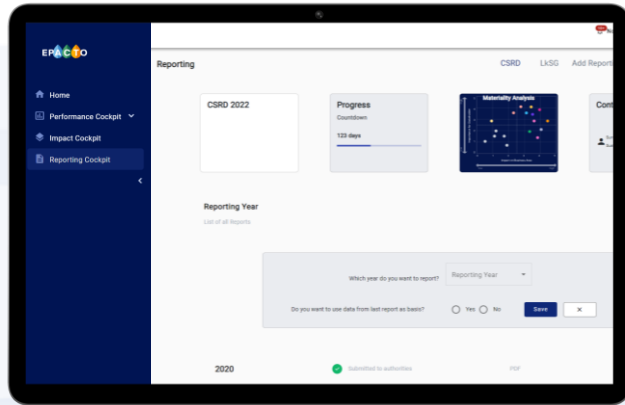 EPACTO
Home
Performance Cockpit
Impact Cockpit
Reporting Cockpit
Reporting
CSRD
LkSG
Add Reporti
CSRD 2022
Progress
Countdown
123 days
Materiality Analysis
Cont
Reporting Year
List of all Reports
Which year do you want to report?
Reporting Year
Do you want to use data from last report as basis?
Yes
No
Save
×
2020
Submitted to authorities
PDF